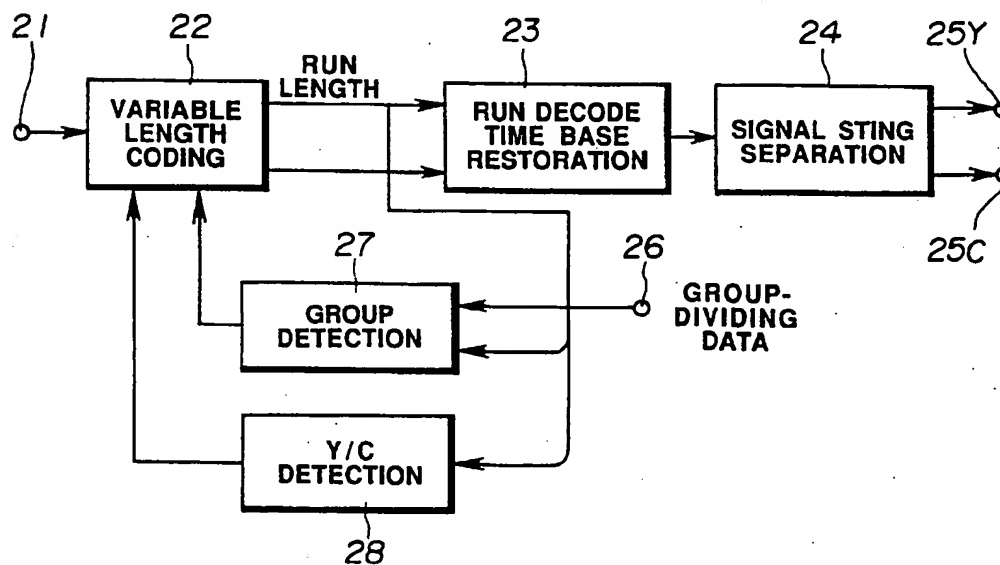 21
22
23
24
25Y
RUN
LENGTH
VARIABLE
LENGTH
CODING
RUN DECODE
TIME BASE
RESTORATION
SIGNAL STING
SEPARATION
25C
27
26
GROUP
DETECTION
GROUP-
DIVIDING
DATA
Y/C
DETECTION
28